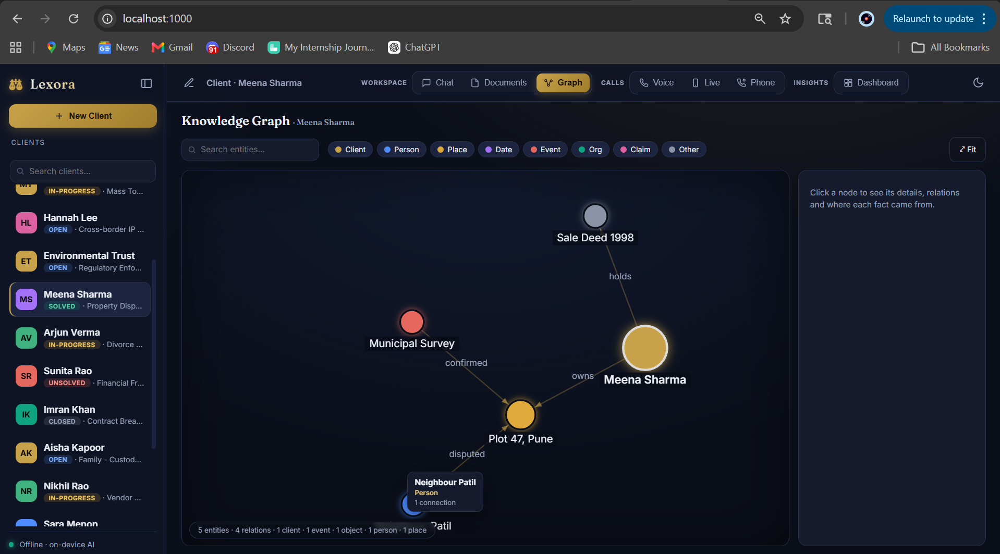 localhost:1000
Relaunch to update
Maps
News
Gmail
91
Discord
My Internship Journ...
ChatGPT
All Bookmarks
Lexora
Client · Meena Sharma
WORKSPACE
Chat
Documents
Graph
CALLS
Voice
Live
Phone
INSIGHTS
Dashboard
+ New Client
CLIENTS
Search clients...
IN-PROGRESS · Mass To...
HL
Hannah Lee
OPEN · Cross-border IP ...
ET
Environmental Trust
OPEN · Regulatory Enfo...
MS
Meena Sharma
SOLVED · Property Disp...
AV
Arjun Verma
IN-PROGRESS · Divorce ...
SR
Sunita Rao
UNSOLVED · Financial Fr...
IK
Imran Khan
CLOSED · Contract Brea...
AK
Aisha Kapoor
OPEN · Family - Custod...
NR
Nikhil Rao
IN-PROGRESS · Vendor ...
Sara Menon
Offline · on-device AI
Knowledge Graph · Meena Sharma
Search entities...
Client
Person
Place
Date
Event
Org
Claim
Other
Fit
Sale Deed 1998
holds
Municipal Survey
confirmed
owns
Meena Sharma
Plot 47, Pune
disputed
Neighbour Patil
Person
1 connection
Patil
5 entities · 4 relations · 1 client · 1 event · 1 object · 1 person · 1 place
Click a node to see its details, relations
and where each fact came from.